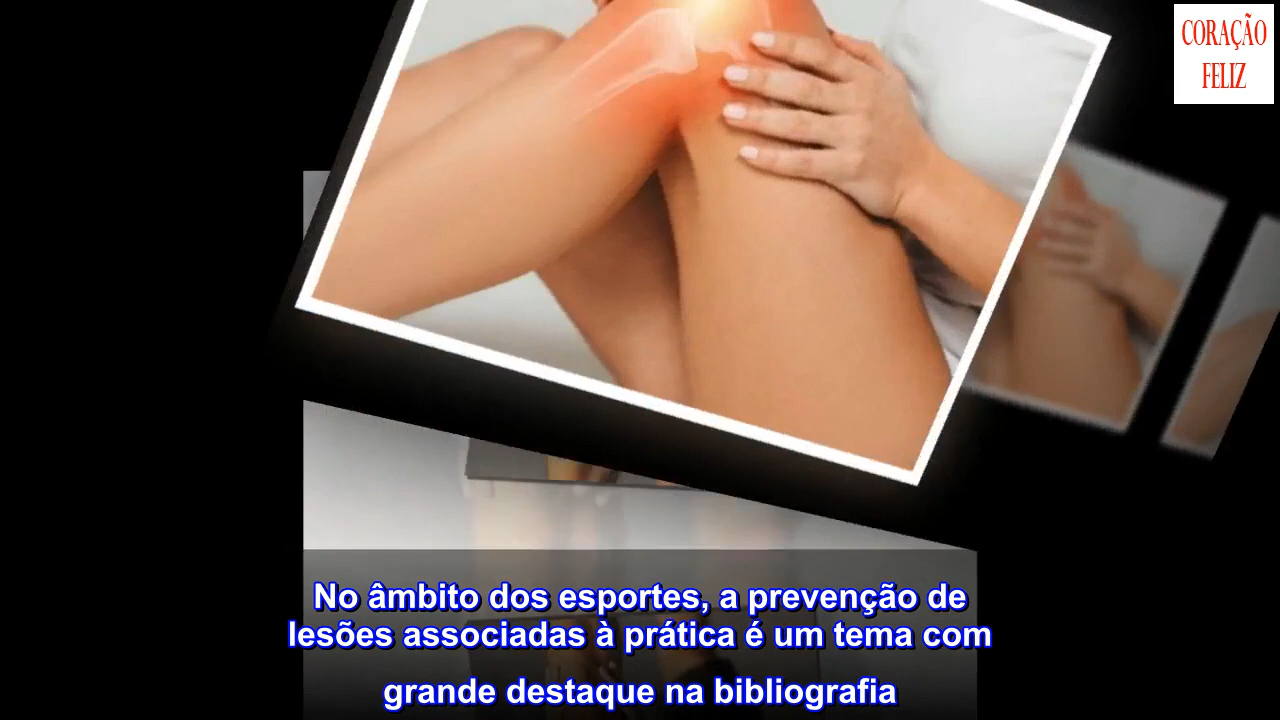 CORAÇÃO
FELIZ
No âmbito dos esportes, a prevenção de
lesões associadas à prática é um tema com
grande destaque na bibliografia